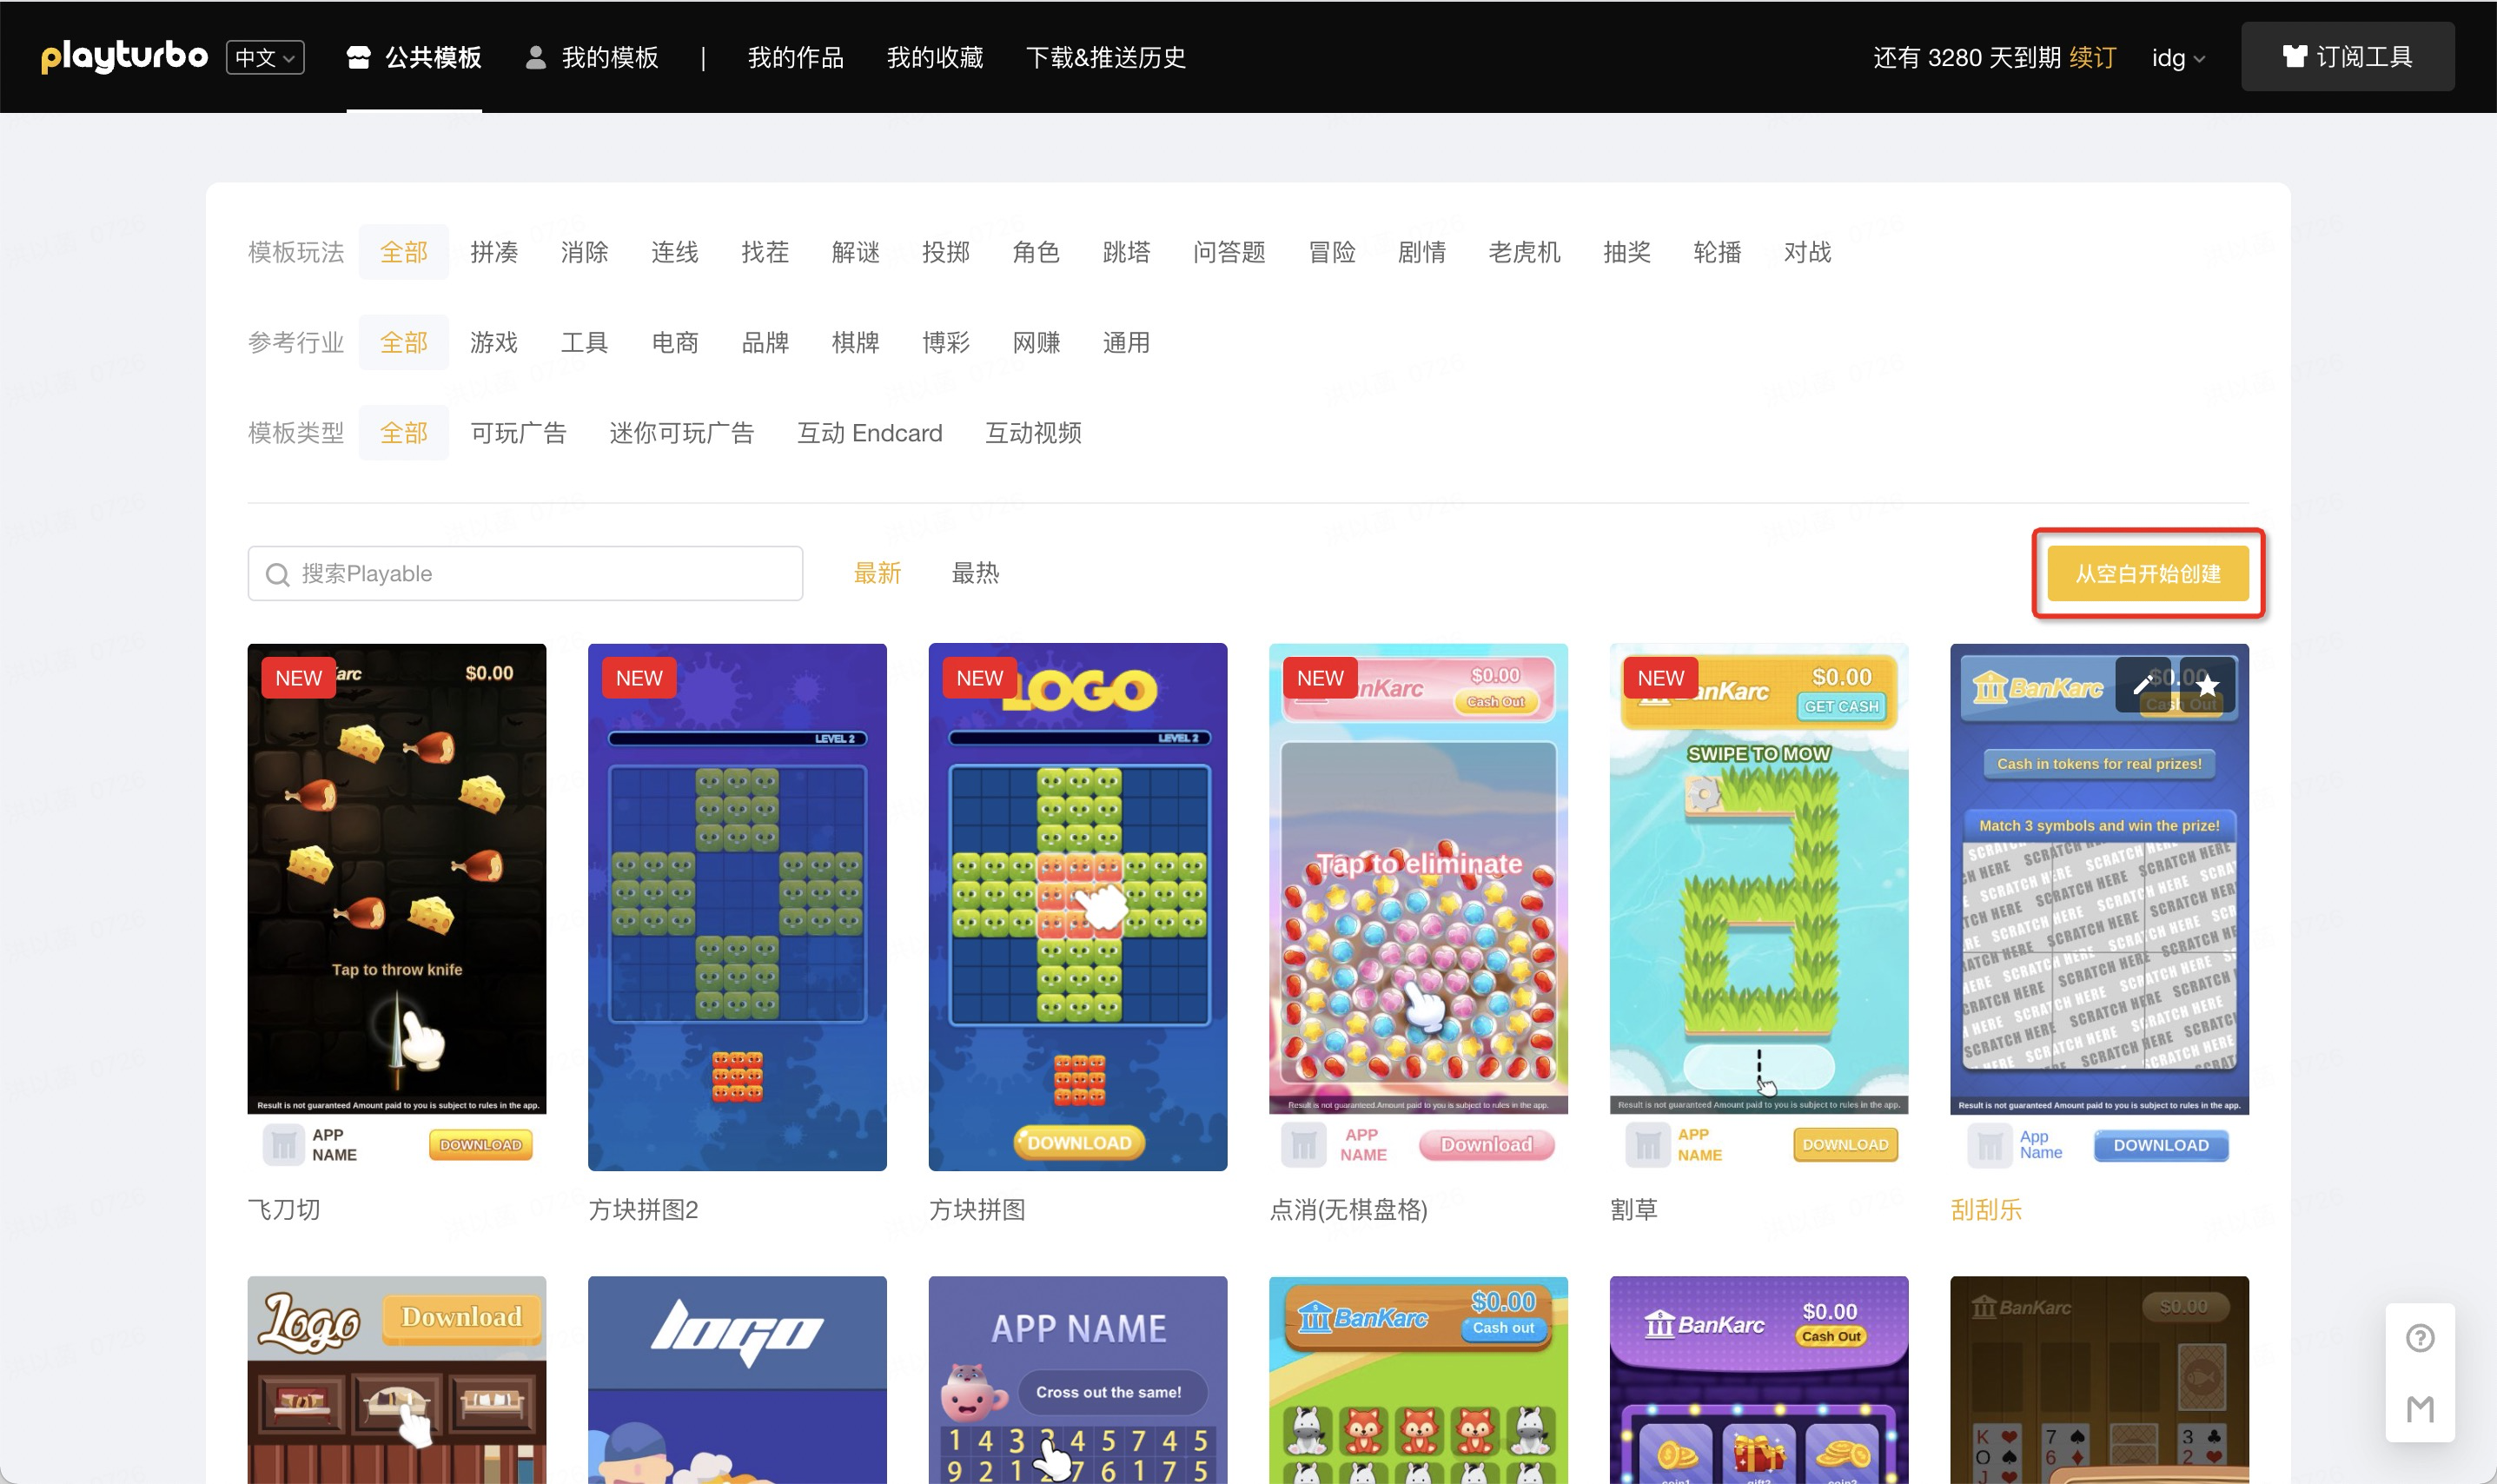 playturbo 中文 公共模板 我的模板 | 我的作品 我的收藏 下载&推送历史 还有 3280 天到期 续订 idg 订阅工具
模板玩法 全部 拼凑 消除 连线 找茬 解谜 投掷 角色 跳塔 问答题 冒险 剧情 老虎机 抽奖 轮播 对战
参考行业 全部 游戏 工具 电商 品牌 棋牌 博彩 网赚 通用
模板类型 全部 可玩广告 迷你可玩广告 互动 Endcard 互动视频
搜索Playable 最新 最热 从空白开始创建
NEW arc $0.00
Tap to throw knife
Result is not guaranteed Amount paid to you is subject to rules in the app.
APP NAME
DOWNLOAD
飞刀切
NEW
LEVEL 2
方块拼图2
NEW
LOGO
LEVEL 2
DOWNLOAD
方块拼图
NEW nKarc $0.00
Cash Out
Tap to eliminate
Result is not guaranteed.Amount paid to you is subject to rules in the app.
APP NAME
Download
点消(无棋盘格)
NEW anKarc $0.00
GET CASH
SWIPE TO MOW
Result is not guaranteed Amount paid to you is subject to rules in the app.
APP NAME
DOWNLOAD
割草
BanKarc $0.00
Cash Out
Cash in tokens for real prizes!
Match 3 symbols and win the prize!
SCRATCH HERE
Result is not guaranteed Amount paid to you is subject to rules in the app.
App Name
DOWNLOAD
刮刮乐
Logo Download
logo
APP NAME
Cross out the same!
1 4 3 3 4 5 7 4 5
9 2 1 2 7 6 1 7 5
BanKarc $0.00
Cash out
BanKarc $0.00
Cash Out
coin1 gift2 coin2
BanKarc $0.00
K 7 3
Q 6 2
J